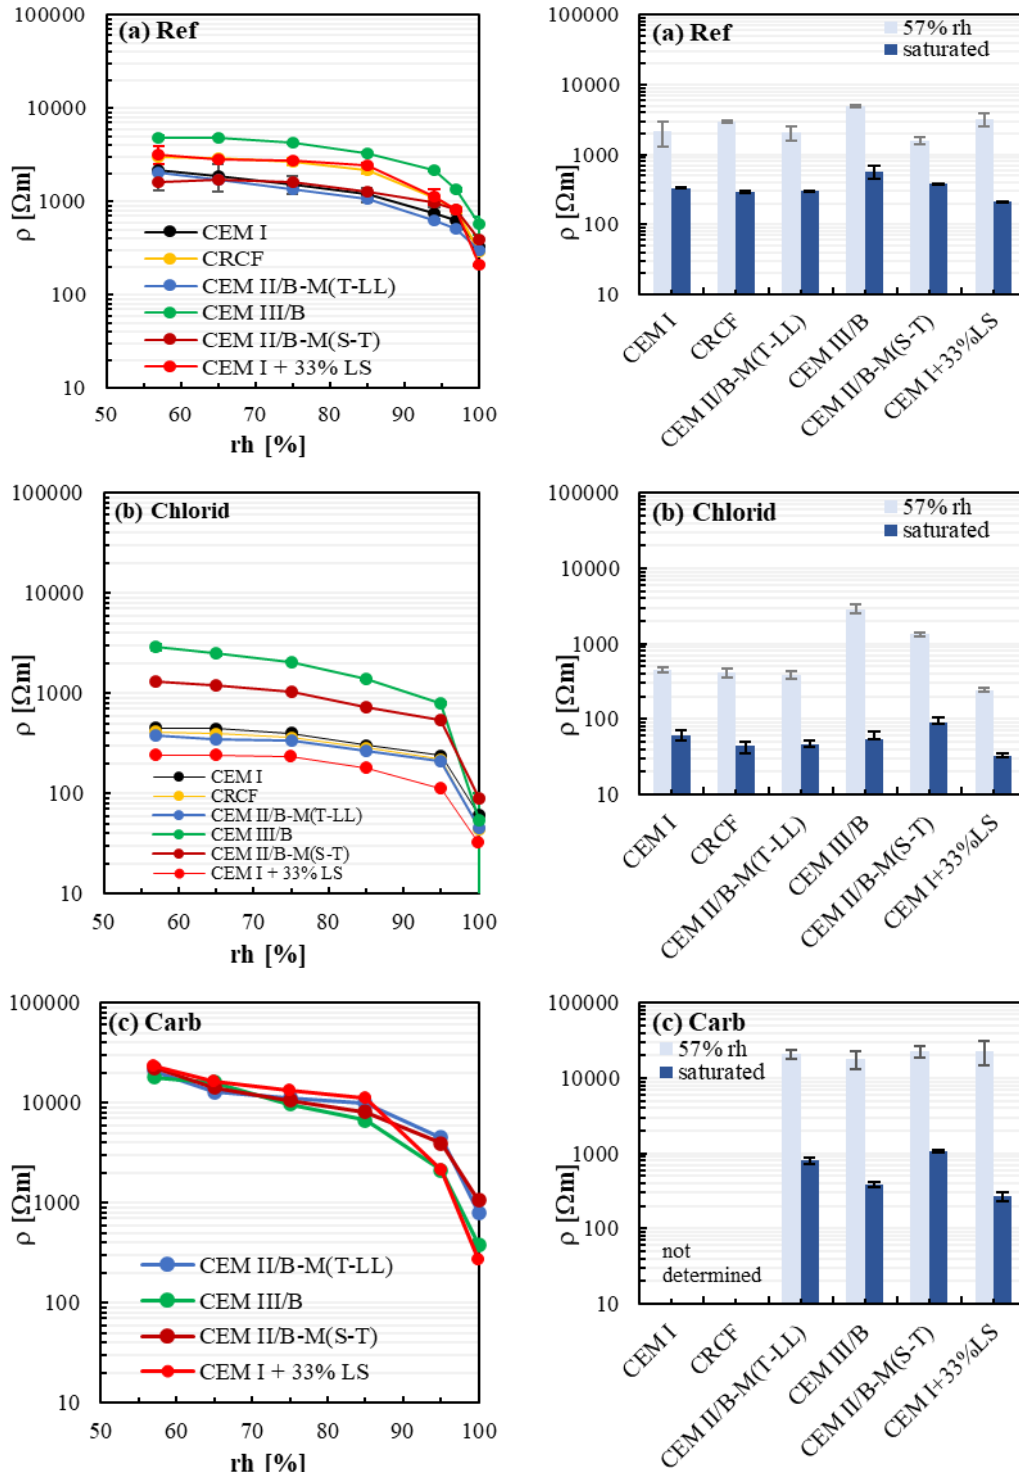 (a) Ref
100000
10000
1000
100
10
ρ [Ωm]
CEM I
CRCF
CEM II/B-M(T-LL)
CEM III/B
CEM II/B-M(S-T)
CEM I + 33% LS
50 60 70 80 90 100
rh [%]
(a) Ref
57% rh
saturated
100000
10000
1000
100
10
ρ [Ωm]
CEM I
CRCF
CEM II/B-M(T-LL)
CEM III/B
CEM II/B-M(S-T)
CEM I+33%LS
(b) Chlorid
100000
10000
1000
100
10
ρ [Ωm]
CEM I
CRCF
CEM II/B-M(T-LL)
CEM III/B
CEM II/B-M(S-T)
CEM I + 33% LS
50 60 70 80 90 100
rh [%]
(b) Chlorid
57% rh
saturated
100000
10000
1000
100
10
ρ [Ωm]
CEM I
CRCF
CEM II/B-M(T-LL)
CEM III/B
CEM II/B-M(S-T)
CEM I+33%LS
(c) Carb
100000
10000
1000
100
10
ρ [Ωm]
CEM II/B-M(T-LL)
CEM III/B
CEM II/B-M(S-T)
CEM I + 33% LS
50 60 70 80 90 100
rh [%]
(c) Carb
57% rh
saturated
100000
10000
1000
100
10
ρ [Ωm]
not
determined
CEM I
CRCF
CEM II/B-M(T-LL)
CEM III/B
CEM II/B-M(S-T)
CEM I+33%LS